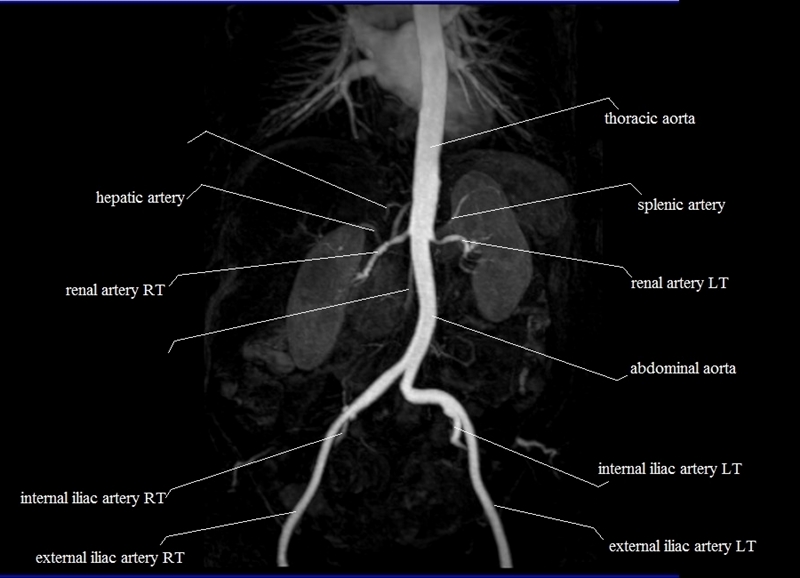 thoracic aorta
hepatic artery
splenic artery
renal artery RT
renal artery LT
abdominal aorta
internal iliac artery LT
internal iliac artery RT
external iliac artery LT
external iliac artery RT